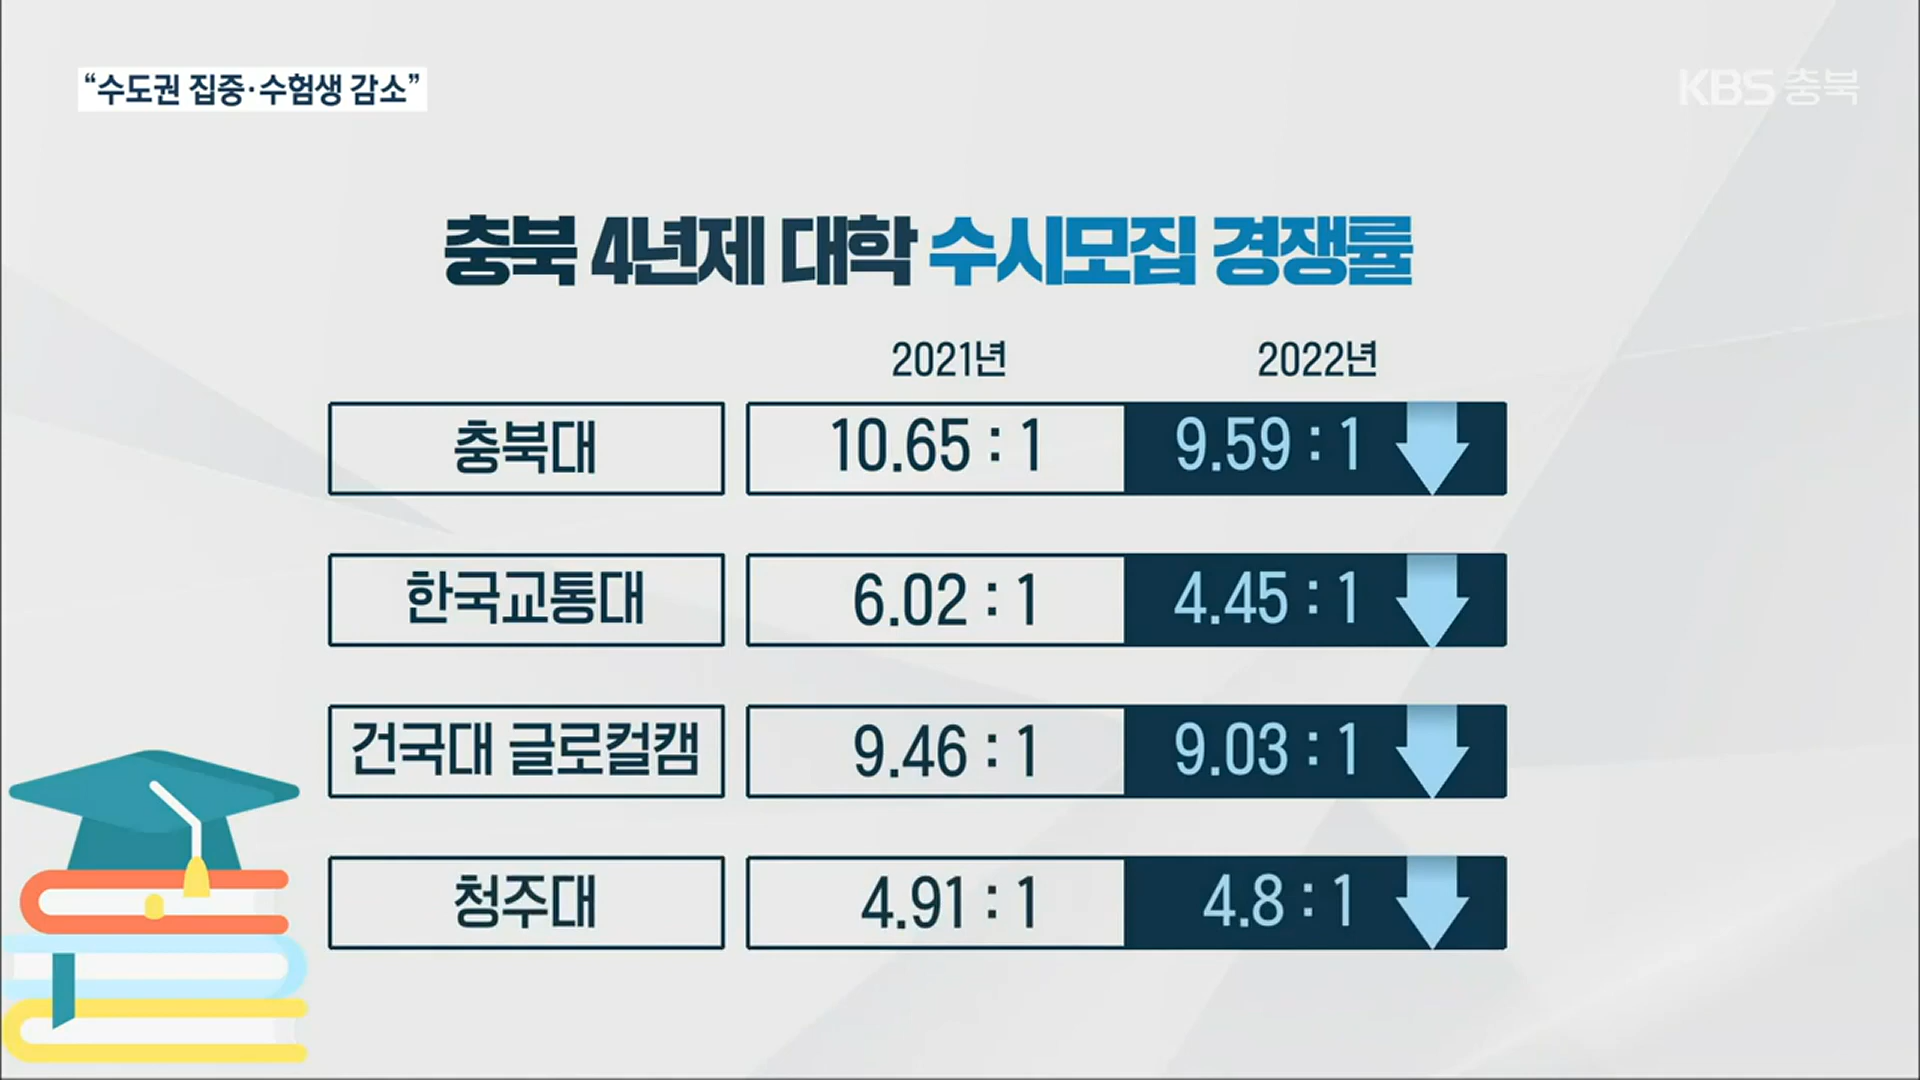 “수도권 집중·수험생 감소”
KBS 충북
충북 4년제 대학 수시모집 경쟁률
2021년 2022년
충북대 10.65 : 1 9.59 : 1
한국교통대 6.02 : 1 4.45 : 1
건국대 글로컬캠 9.46 : 1 9.03 : 1
청주대 4.91 : 1 4.8 : 1